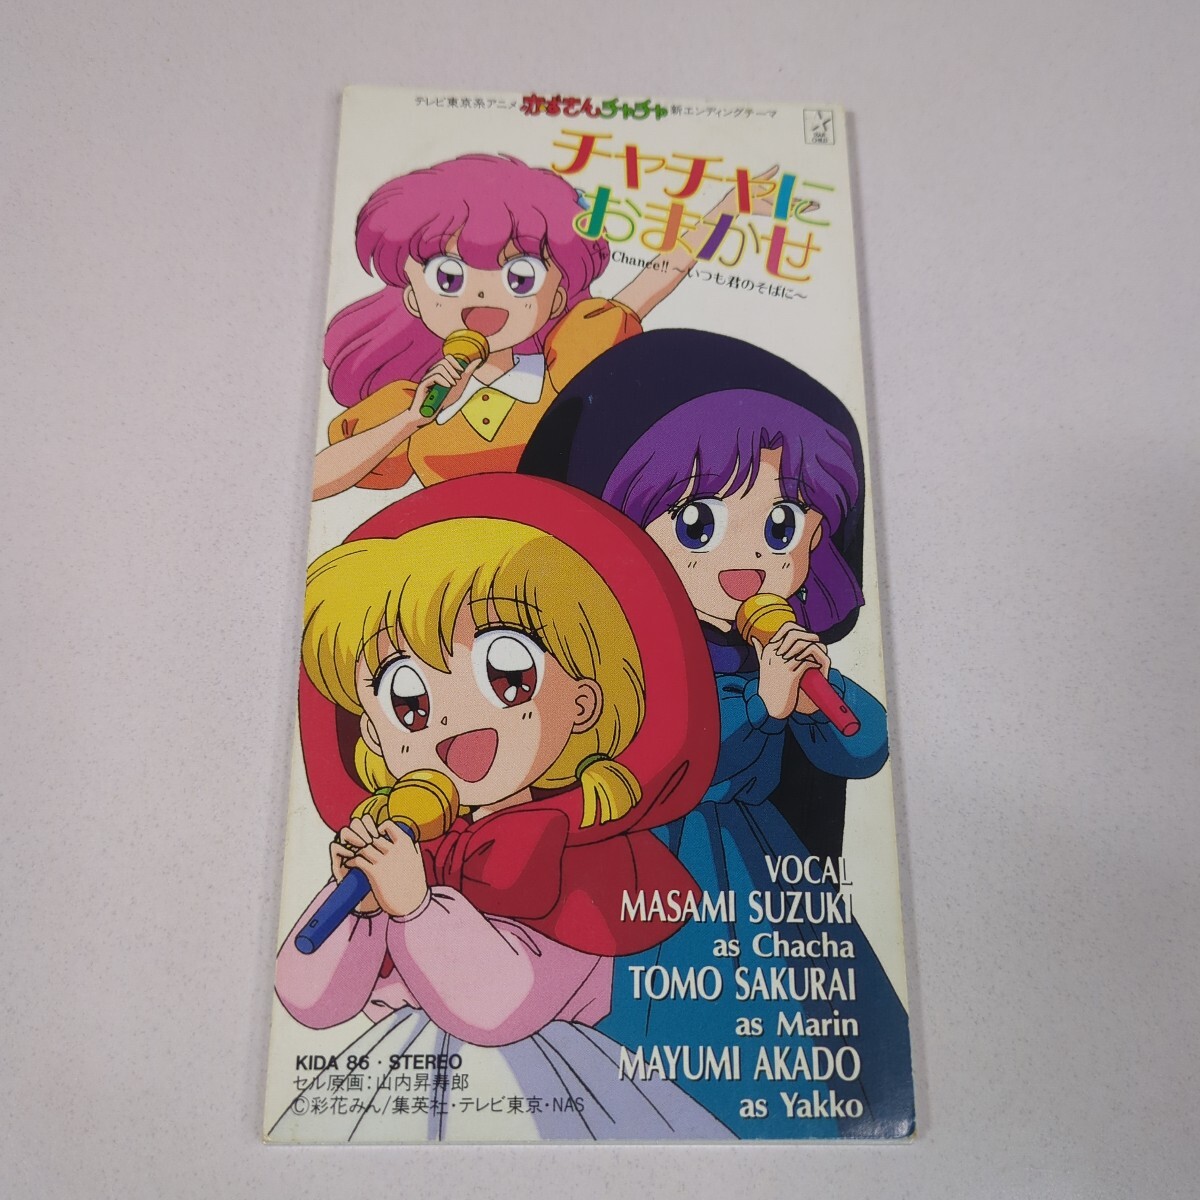 テレビ東京系アニメ 赤ずきんチャチャ 新エンディングテーマ
チャチャに
おまかせ
Chance!! 〜いつも君のそばに〜
VOCAL
MASAMI SUZUKI
as Chacha
TOMO SAKURAI
as Marin
MAYUMI AKADO
as Yakko
KIDA 86・STEREO
セル原画：山内昇寿郎
©彩花みん/集英社・テレビ東京・NAS